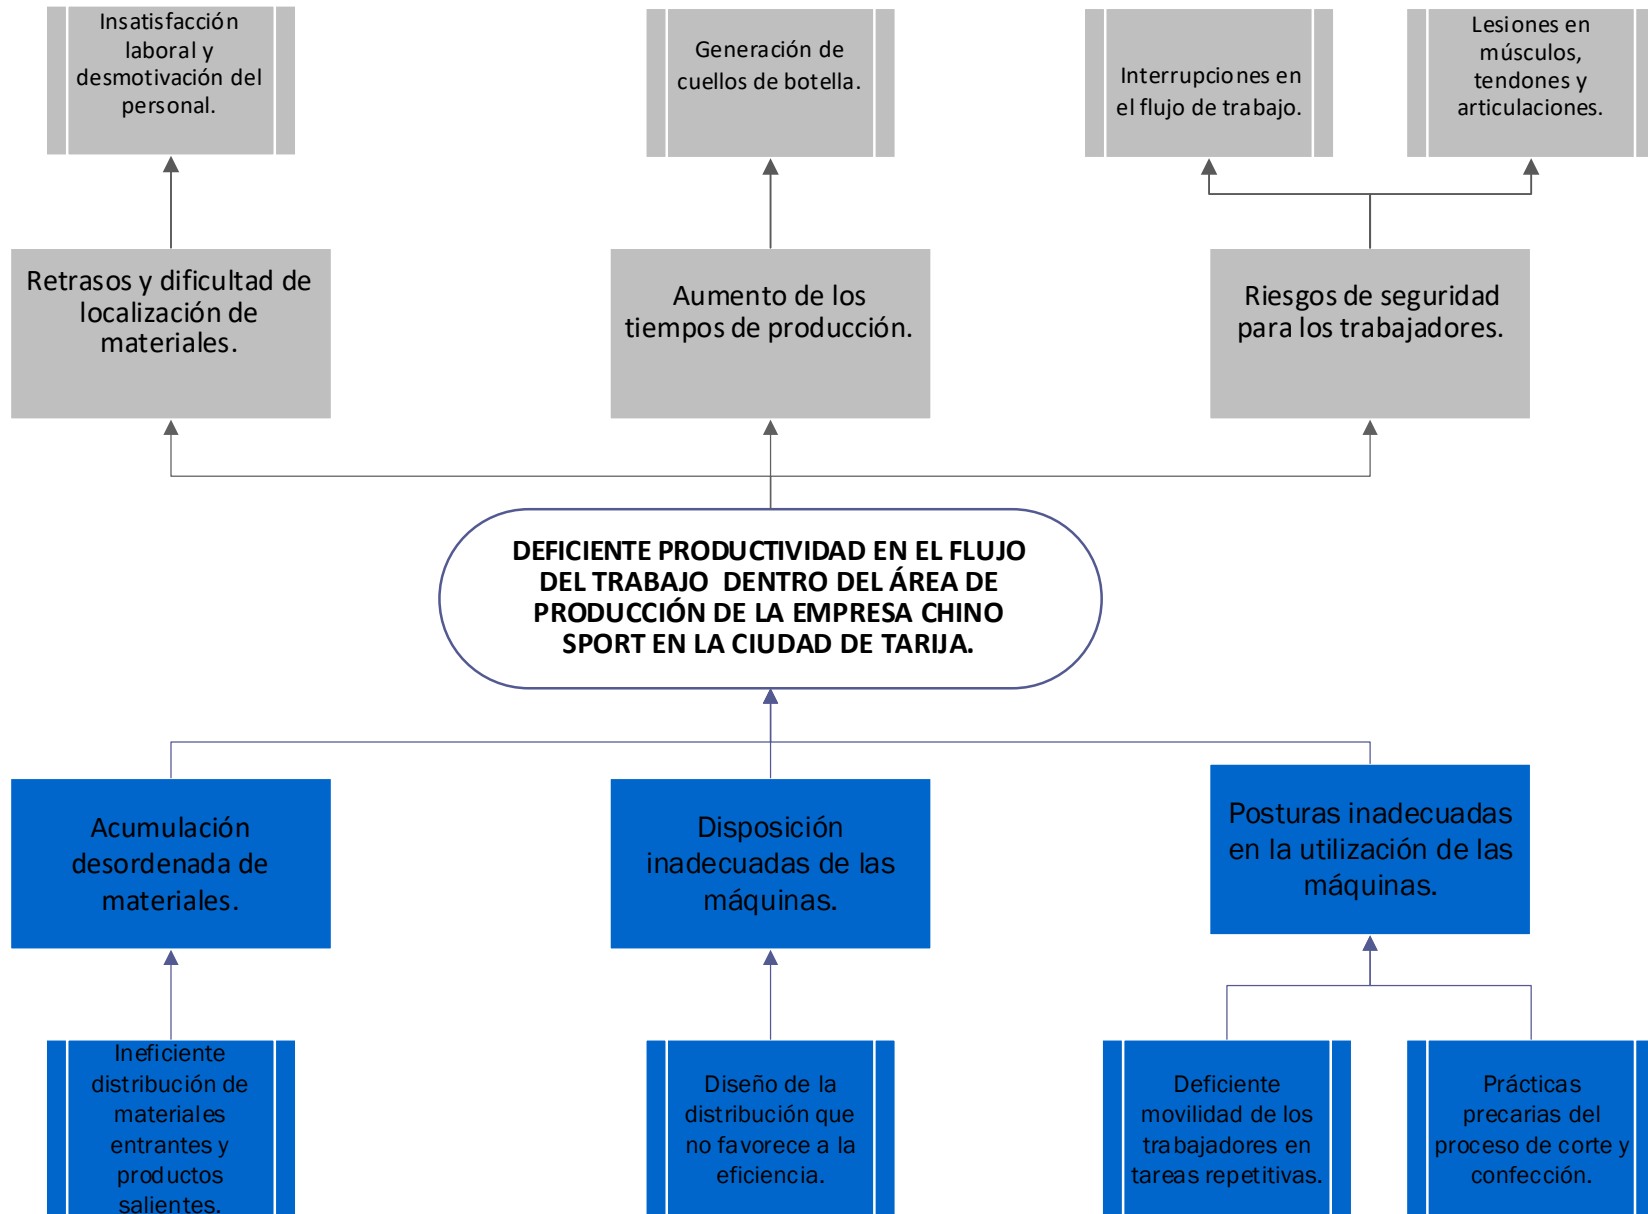 Insatisfacción
laboral y
desmotivación del
personal.
Generación de
cuellos de botella.
Interrupciones en
el flujo de trabajo.
Lesiones en
músculos,
tendones y
articulaciones.
Retrasos y dificultad de
localización de
materiales.
Aumento de los
tiempos de producción.
Riesgos de seguridad
para los trabajadores.
DEFICIENTE PRODUCTIVIDAD EN EL FLUJO
DEL TRABAJO DENTRO DEL ÁREA DE
PRODUCCIÓN DE LA EMPRESA CHINO
SPORT EN LA CIUDAD DE TARIJA.
Acumulación
desordenada de
materiales.
Disposición
inadecuadas de las
máquinas.
Posturas inadecuadas
en la utilización de las
máquinas.
Ineficiente
distribución de
materiales
entrantes y
productos
salientes.
Diseño de la
distribución que
no favorece a la
eficiencia.
Deficiente
movilidad de los
trabajadores en
tareas repetitivas.
Prácticas
precarias del
proceso de corte y
confección.